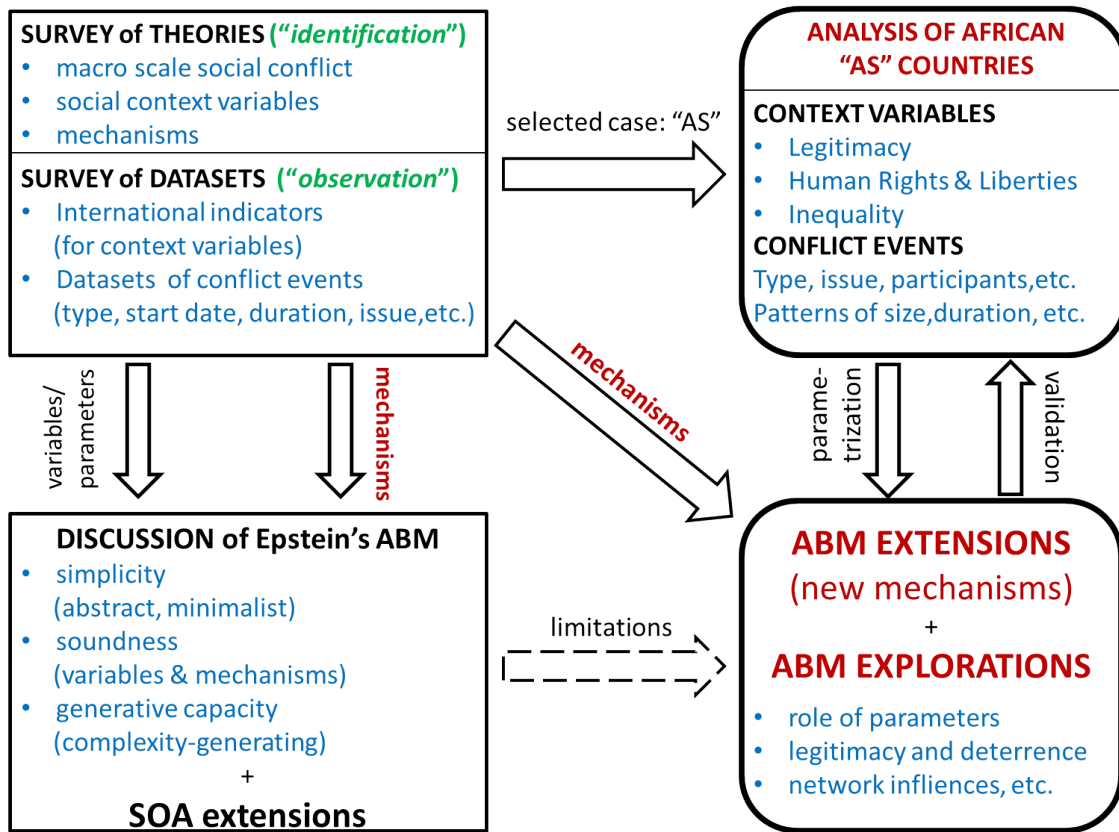 SURVEY of THEORIES (“identification”)
• macro scale social conflict
• social context variables
• mechanisms
SURVEY of DATASETS (“observation”)
• International indicators
(for context variables)
• Datasets of conflict events
(type, start date, duration, issue,etc.)
selected case: “AS”
ANALYSIS OF AFRICAN
“AS” COUNTRIES
CONTEXT VARIABLES
• Legitimacy
• Human Rights & Liberties
• Inequality
CONFLICT EVENTS
Type, issue, participants,etc.
Patterns of size,duration, etc.
variables/
parameters
mechanisms
mechanisms
parame-
trization
validation
DISCUSSION of Epstein’s ABM
• simplicity
(abstract, minimalist)
• soundness
(variables & mechanisms)
• generative capacity
(complexity-generating)
+
SOA extensions
limitations
ABM EXTENSIONS
(new mechanisms)
+
ABM EXPLORATIONS
• role of parameters
• legitimacy and deterrence
• network infliences, etc.